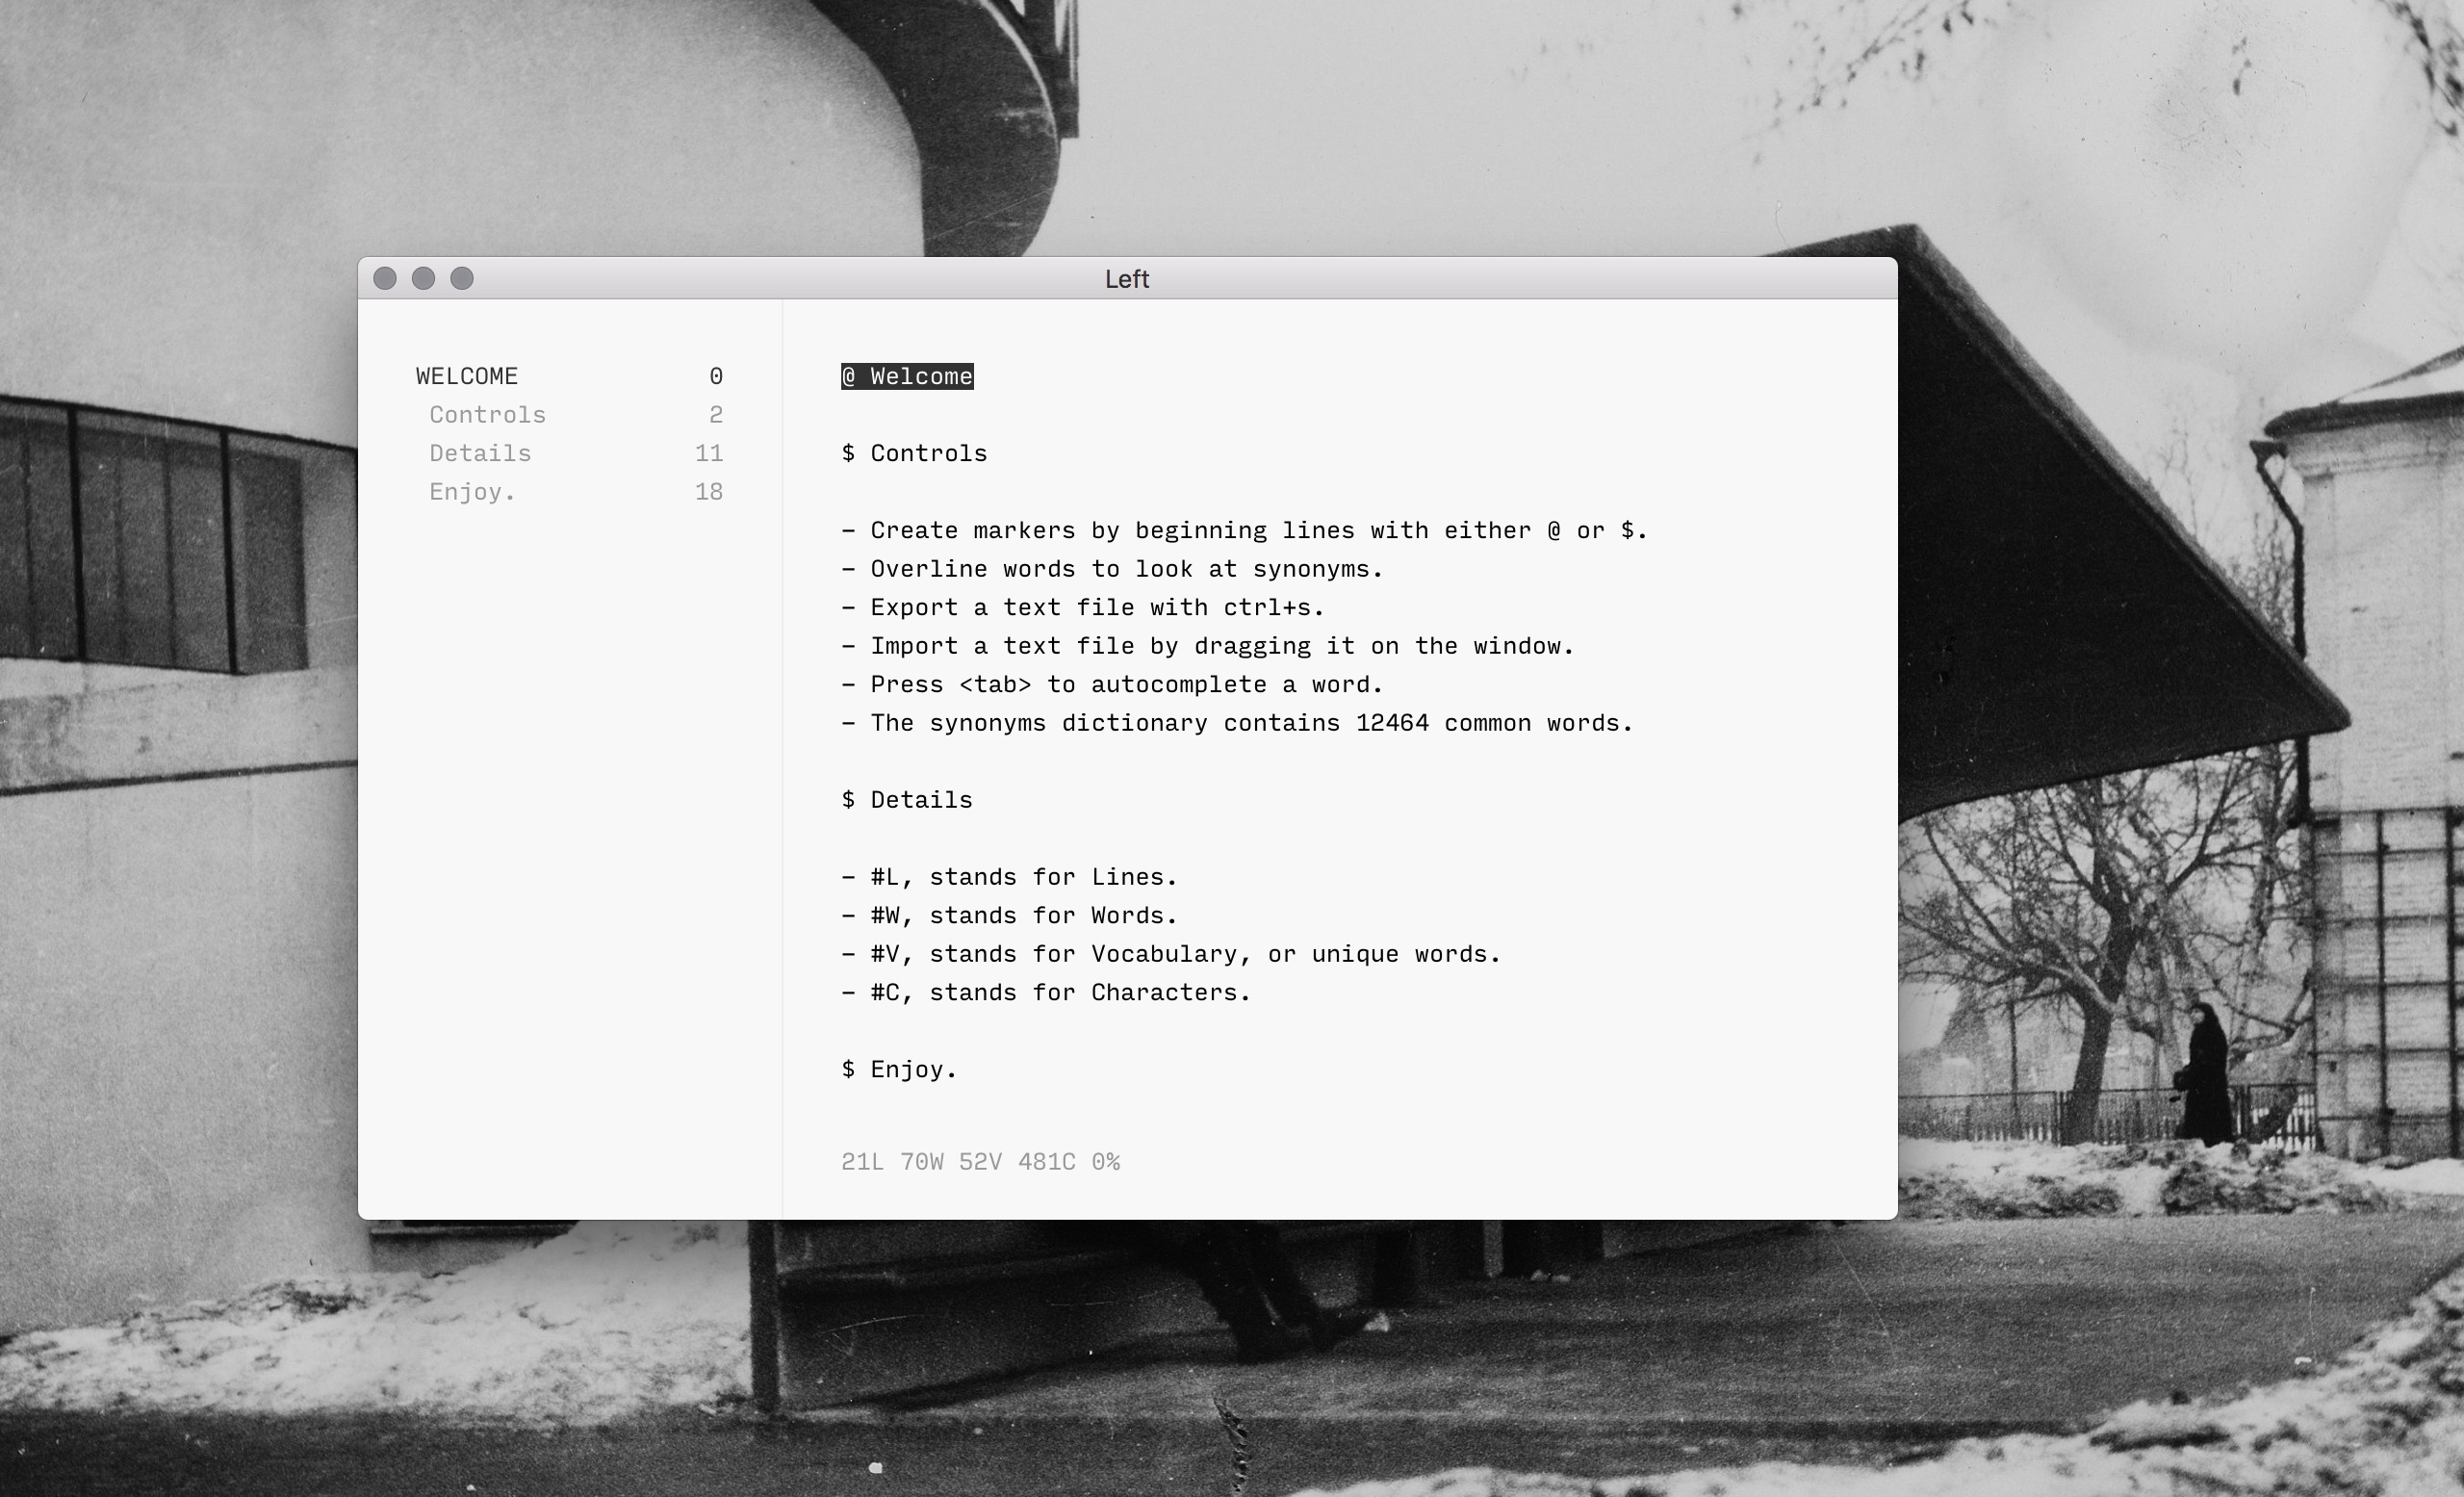 Left
WELCOME 0
Controls 2
Details 11
Enjoy. 18
@ Welcome
$ Controls
– Create markers by beginning lines with either @ or $.
– Overline words to look at synonyms.
– Export a text file with ctrl+s.
– Import a text file by dragging it on the window.
– Press <tab> to autocomplete a word.
– The synonyms dictionary contains 12464 common words.
$ Details
– #L, stands for Lines.
– #W, stands for Words.
– #V, stands for Vocabulary, or unique words.
– #C, stands for Characters.
$ Enjoy.
21L 70W 52V 481C 0%